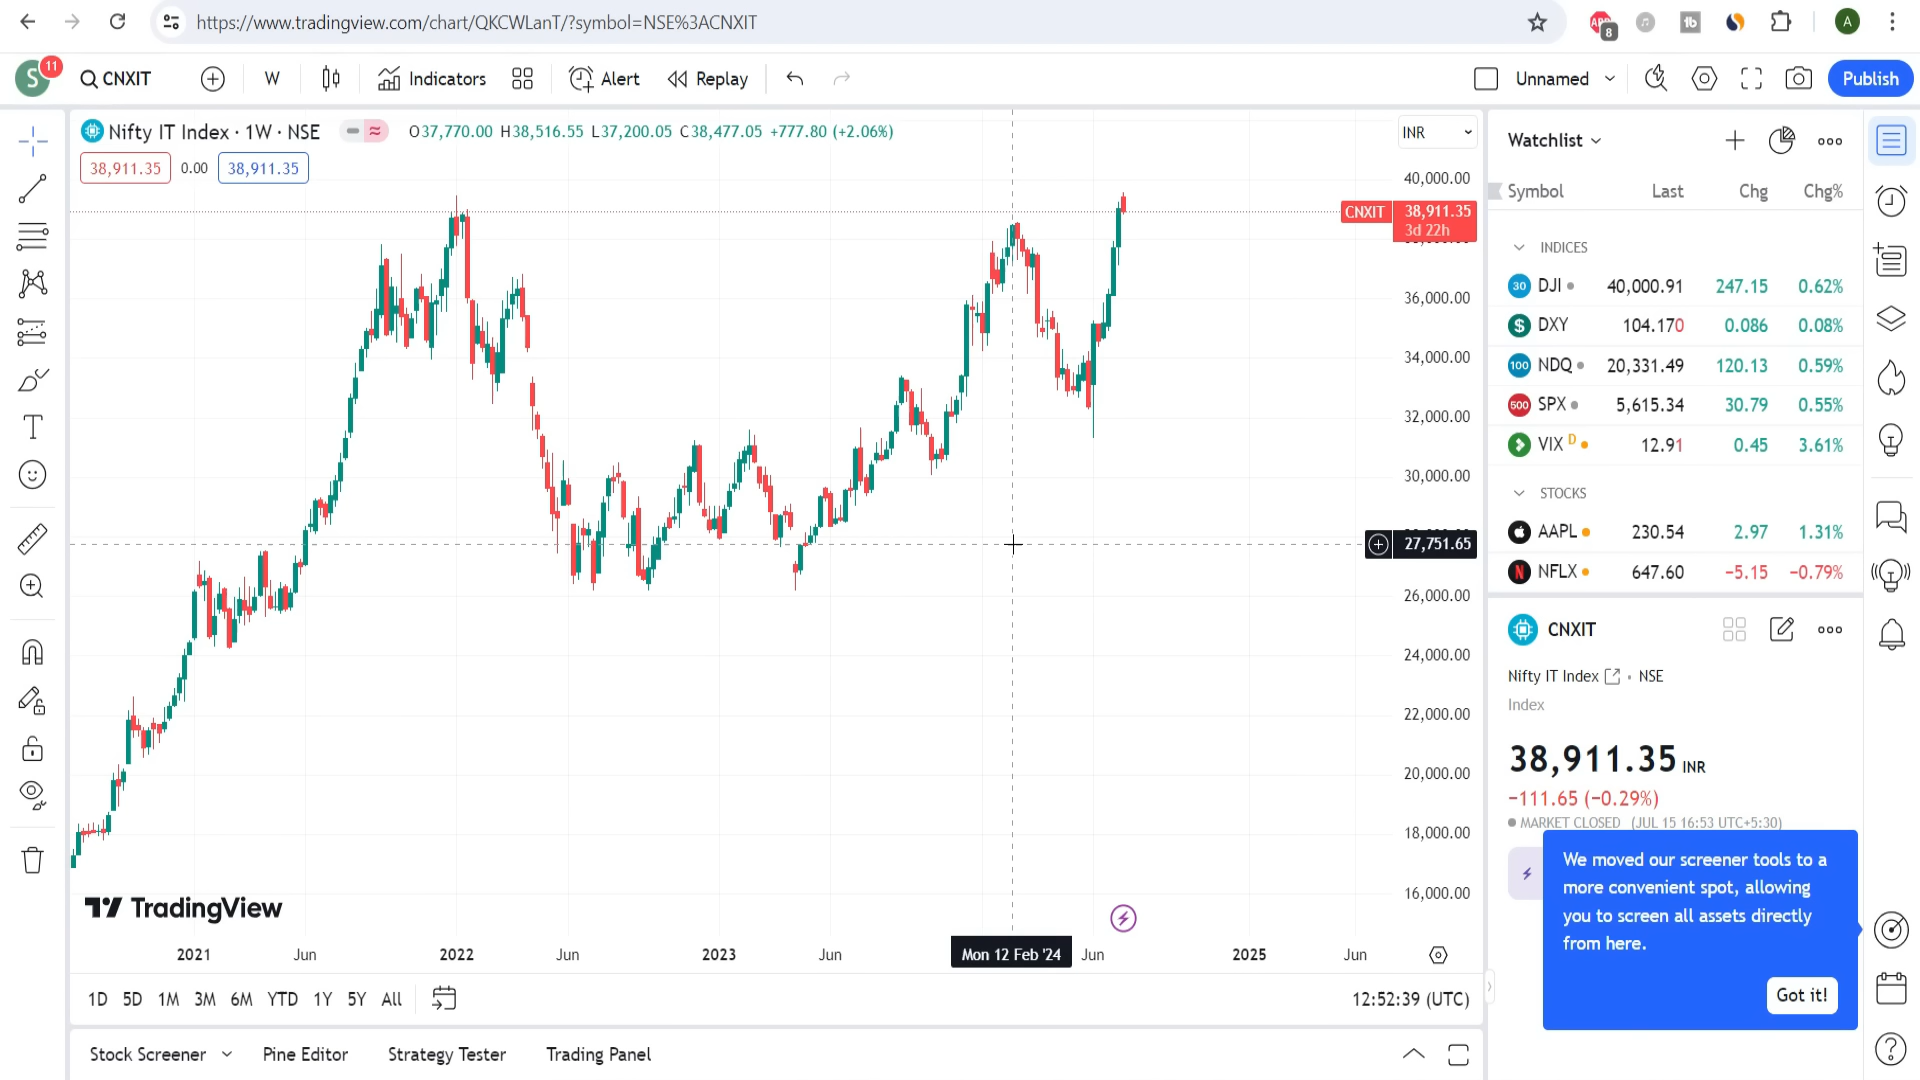 https://www.tradingview.com/chart/QKCWLanT/?symbol=NSE%3ACNXIT
ABP
8
tb
A
S
11
CNXIT
W
Indicators
Alert
Replay
Unnamed
Publish
Nifty IT Index · 1W · NSE
O37,770.00 H38,516.55 L37,200.05 C38,477.05 +777.80 (+2.06%)
38,911.35 0.00 38,911.35
INR
40,000.00
CNXIT 38,911.35
3d 22h
36,000.00
34,000.00
32,000.00
30,000.00
27,751.65
26,000.00
24,000.00
22,000.00
20,000.00
18,000.00
16,000.00
TradingView
2021 Jun 2022 Jun 2023 Jun Mon 12 Feb '24 Jun 2025 Jun
1D 5D 1M 3M 6M YTD 1Y 5Y All
12:52:39 (UTC)
Stock Screener Pine Editor Strategy Tester Trading Panel
Watchlist
Symbol Last Chg Chg%
INDICES
30 DJI 40,000.91 247.15 0.62%
$ DXY 104.170 0.086 0.08%
100 NDQ 20,331.49 120.13 0.59%
500 SPX 5,615.34 30.79 0.55%
VIX D 12.91 0.45 3.61%
STOCKS
AAPL 230.54 2.97 1.31%
N NFLX 647.60 −5.15 −0.79%
CNXIT
Nifty IT Index • NSE
Index
38,911.35 INR
−111.65 (−0.29%)
MARKET CLOSED (JUL 15 16:53 UTC+5:30)
We moved our screener tools to a
more convenient spot, allowing
you to screen all assets directly
from here.
Got it!